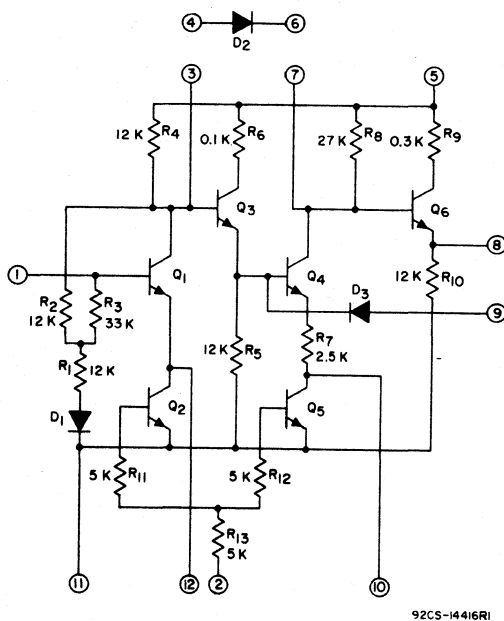 4 6
D2
3 7 5
12 K R4
0.1 K R6
27 K R8
0.3 K R9
Q3
Q6
8
1
Q1
Q4
R2
12 K
R3
33 K
D3
12 K R10
9
R1
12 K
12 K R5
R7
2.5 K
D1
Q2
Q5
5 K R11
5 K R12
R13
5 K
11 12 2 10
92CS-14416R1